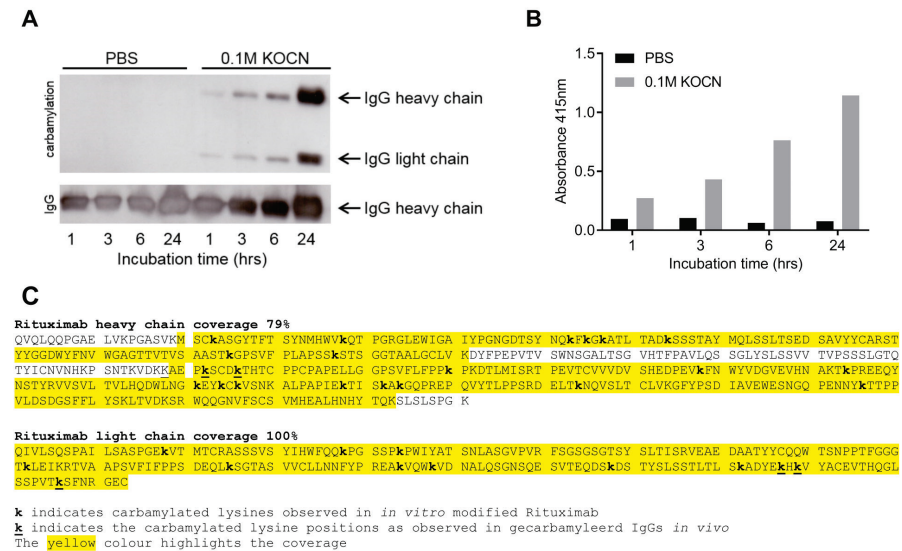 A
PBS
0.1M KOCN
carbamylation
IgG heavy chain
IgG light chain
IgG
IgG heavy chain
1 3 6 24 1 3 6 24
Incubation time (hrs)
B
PBS
0.1M KOCN
Absorbance 415nm
1.5
1.0
0.5
0.0
1 3 6 24
Incubation time (hrs)
C
Rituximab heavy chain coverage 79%
QVQLQQPGAE LVKPGASVKM SCkASGYTFT SYNMHWVkQT PGRGLEWIGA IYPGNGDTSY NQkFkGkATL TADkSSSTAY MQLSSLTSED SAVYYCARST
YYGGDWYFNV WGAGTTVTVS AASTkGPSVF PLAPSSkSTS GGTAALGCLV KDYFPEPVTV SWNSGALTSG VHTFPAVLQS SGLYSLSSVV TVPSSSLGTQ
TYICNVNHKP SNTKVDKKAE PkSCDkTHTC PPCPAPELLG GPSVFLFPPk PKDTLMISRT PEVTCVVVDV SHEDPEVkFN WYVDGVEVHN AKTkPREEQY
NSTYRVVSVL TVLHQDWLNG kEYkCkVSNK ALPAPIEkTI SkAkGQPREP QVYTLPPSRD ELTkNQVSLT CLVKGFYPSD IAVEWESNGQ PENNYkTTPP
VLDSDGSFFL YSKLTVDKSR WQQGNVFSCS VMHEALHNHY TQKSLSLSPG K
Rituximab light chain coverage 100%
QIVLSQSPAI LSASPGEkVT MTCRASSSVS YIHWFQQkPG SSPkPWIYAT SNLASGVPVR FSGSGSGTSY SLTISRVEAE DAATYYCQQW TSNPPTFGGG
TkLEIKRTVA APSVFIFPPS DEQLkSGTAS VVCLLNNFYP REAkVQWkVD NALQSGNSQE SVTEQDSkDS TYSLSSTLTL SkADYEkHkV YACEVTHQGL
SSPVTkSFNR GEC
k indicates carbamylated lysines observed in in vitro modified Rituximab
k indicates the carbamylated lysine positions as observed in gecarbamyleerd IgGs in vivo
The yellow colour highlights the coverage